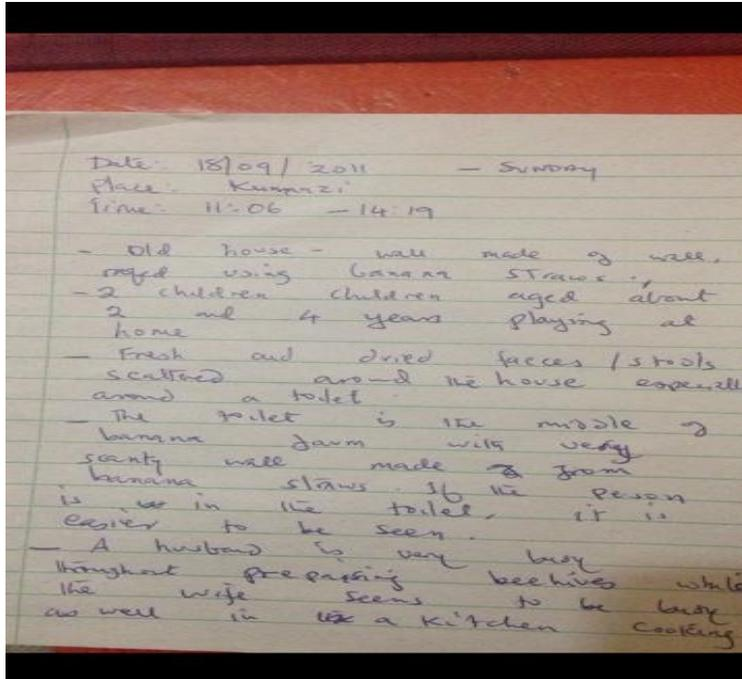 Date: 18/09/2011 - SUNDAY
Place:
Time: 11:06 - 14:19
- Old house - wall made of wall,
roofed using banana straws.,
- 2 children children aged about
2 and 4 years playing at
home
- Fresh and dried faeces / stools
scattered around the house especiall
around a toilet.
- The toilet is the middle of
banana farm with very
scanty wall made from
banana straws. If the person
is in the toilet, it is
easier to be seen.
- A husband is very busy
throughout preparing beehives while
the wife seems to be busy
as well in a kitchen cooking